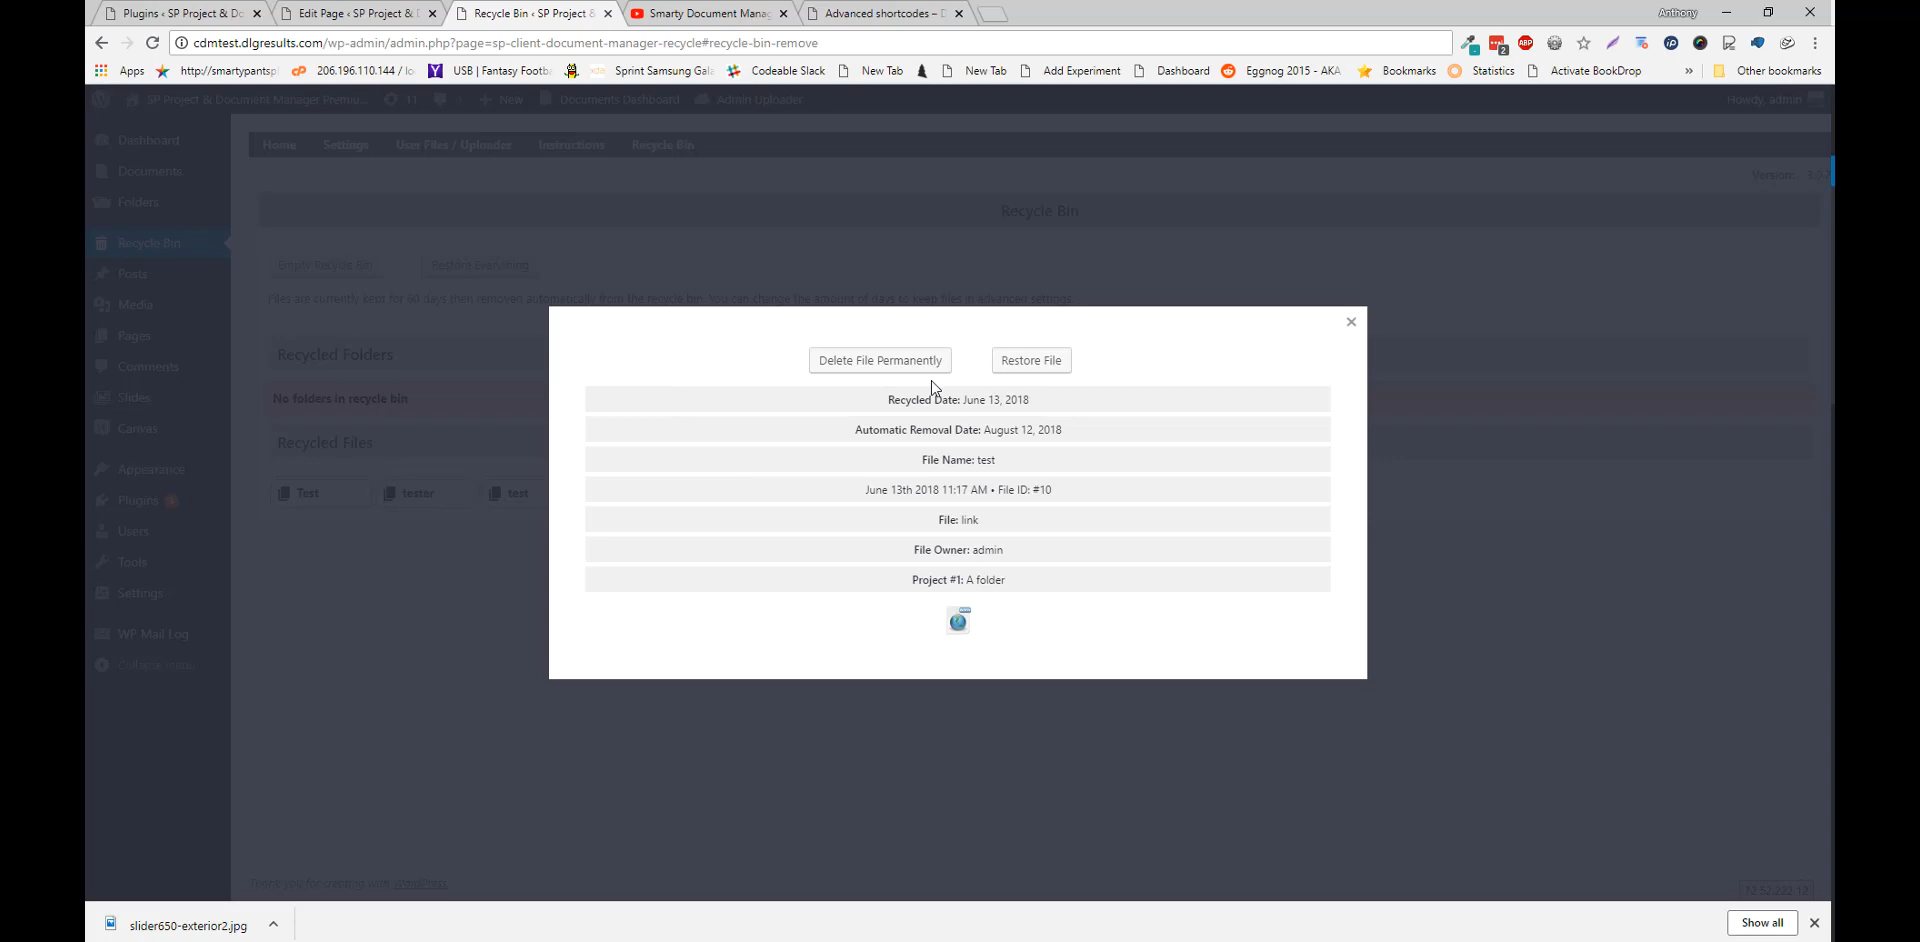 Plugins ‹ SP Project & Do
Edit Page ‹ SP Project & D
Recycle Bin ‹ SP Project &
Smarty Document Manag
Advanced shortcodes – D
Anthony
cdmtest.dlgresults.com/wp-admin/admin.php?page=sp-client-document-manager-recycle#recycle-bin-remove
2
ABP
Apps
http://smartypantsp
206.196.110.144 / lo
USB | Fantasy Footba
Sprint Samsung Gala
Codeable Slack
New Tab
New Tab
Add Experiment
Dashboard
Eggnog 2015 - AKA
Bookmarks
Statistics
Activate BookDrop
»
Other bookmarks
SP Project & Document Manager Premiu...
11
New
Documents Dashboard
Admin Uploader
Howdy, admin
Dashboard
Documents
Folders
Recycle Bin
Posts
Media
Pages
Comments
Slides
Canvas
Appearance
Plugins
Users
Tools
Settings
WP Mail Log
Collapse menu
Home
Settings
User Files / Uploader
Instructions
Recycle Bin
Version:
Recycle Bin
Empty Recycle Bin
Restore Everything
Files are currently kept for 60 days then removed automatically from the recycle bin. You can change the amount of days to keep files in advanced settings
Recycled Folders
No folders in recycle bin
Recycled Files
Test
tester
test
Delete File Permanently
Restore File
Recycled Date: June 13, 2018
Automatic Removal Date: August 12, 2018
File Name: test
June 13th 2018 11:17 AM • File ID: #10
File: link
File Owner: admin
Project #1: A folder
Thank you for creating with WordPress
72.52.222.12
slider650-exterior2.jpg
Show all